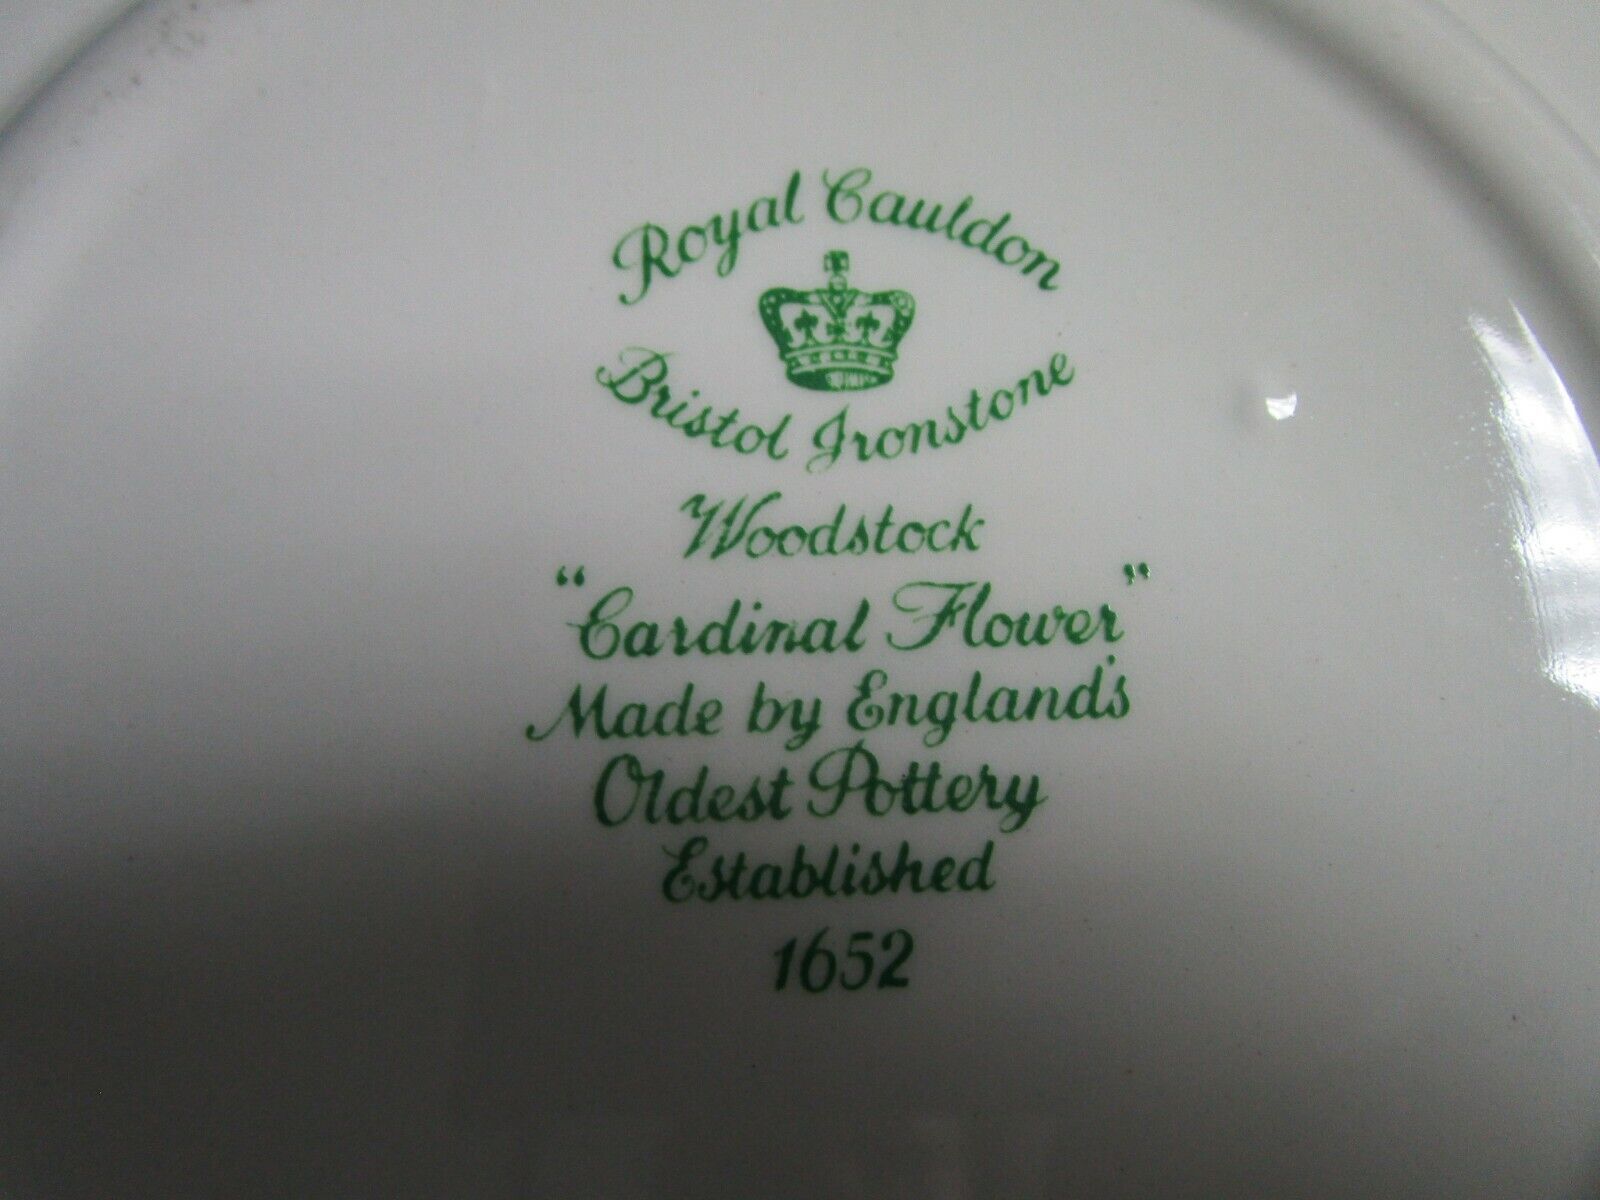 Royal Cauldon
Bristol Ironstone
Woodstock
"Cardinal Flower"
Made by England's
Oldest Pottery
Established
1652